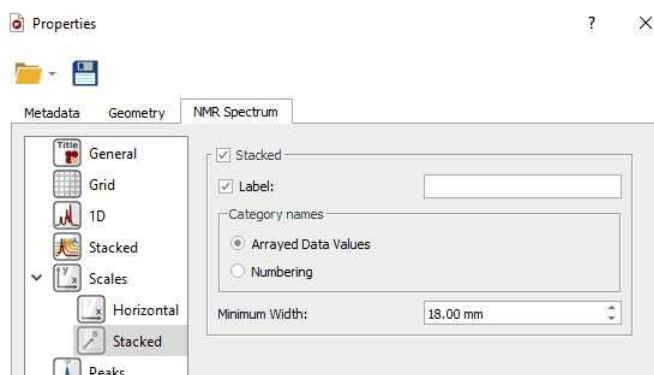 Properties
?
Metadata
Geometry
NMR Spectrum
Title
General
Grid
1D
Stacked
y x
Scales
x
Horizontal
Stacked
Peaks
Stacked
Label:
Category names
Arrayed Data Values
Numbering
Minimum Width:
18.00 mm